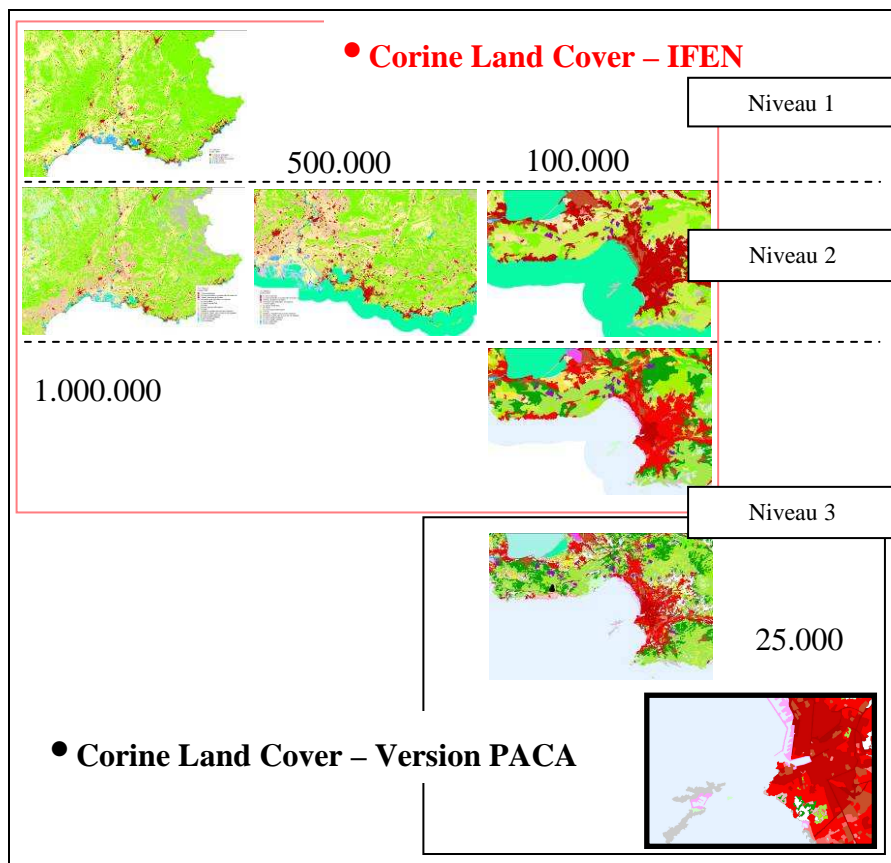 • Corine Land Cover – IFEN
Niveau 1
500.000
100.000
Niveau 2
1.000.000
Niveau 3
25.000
• Corine Land Cover – Version PACA